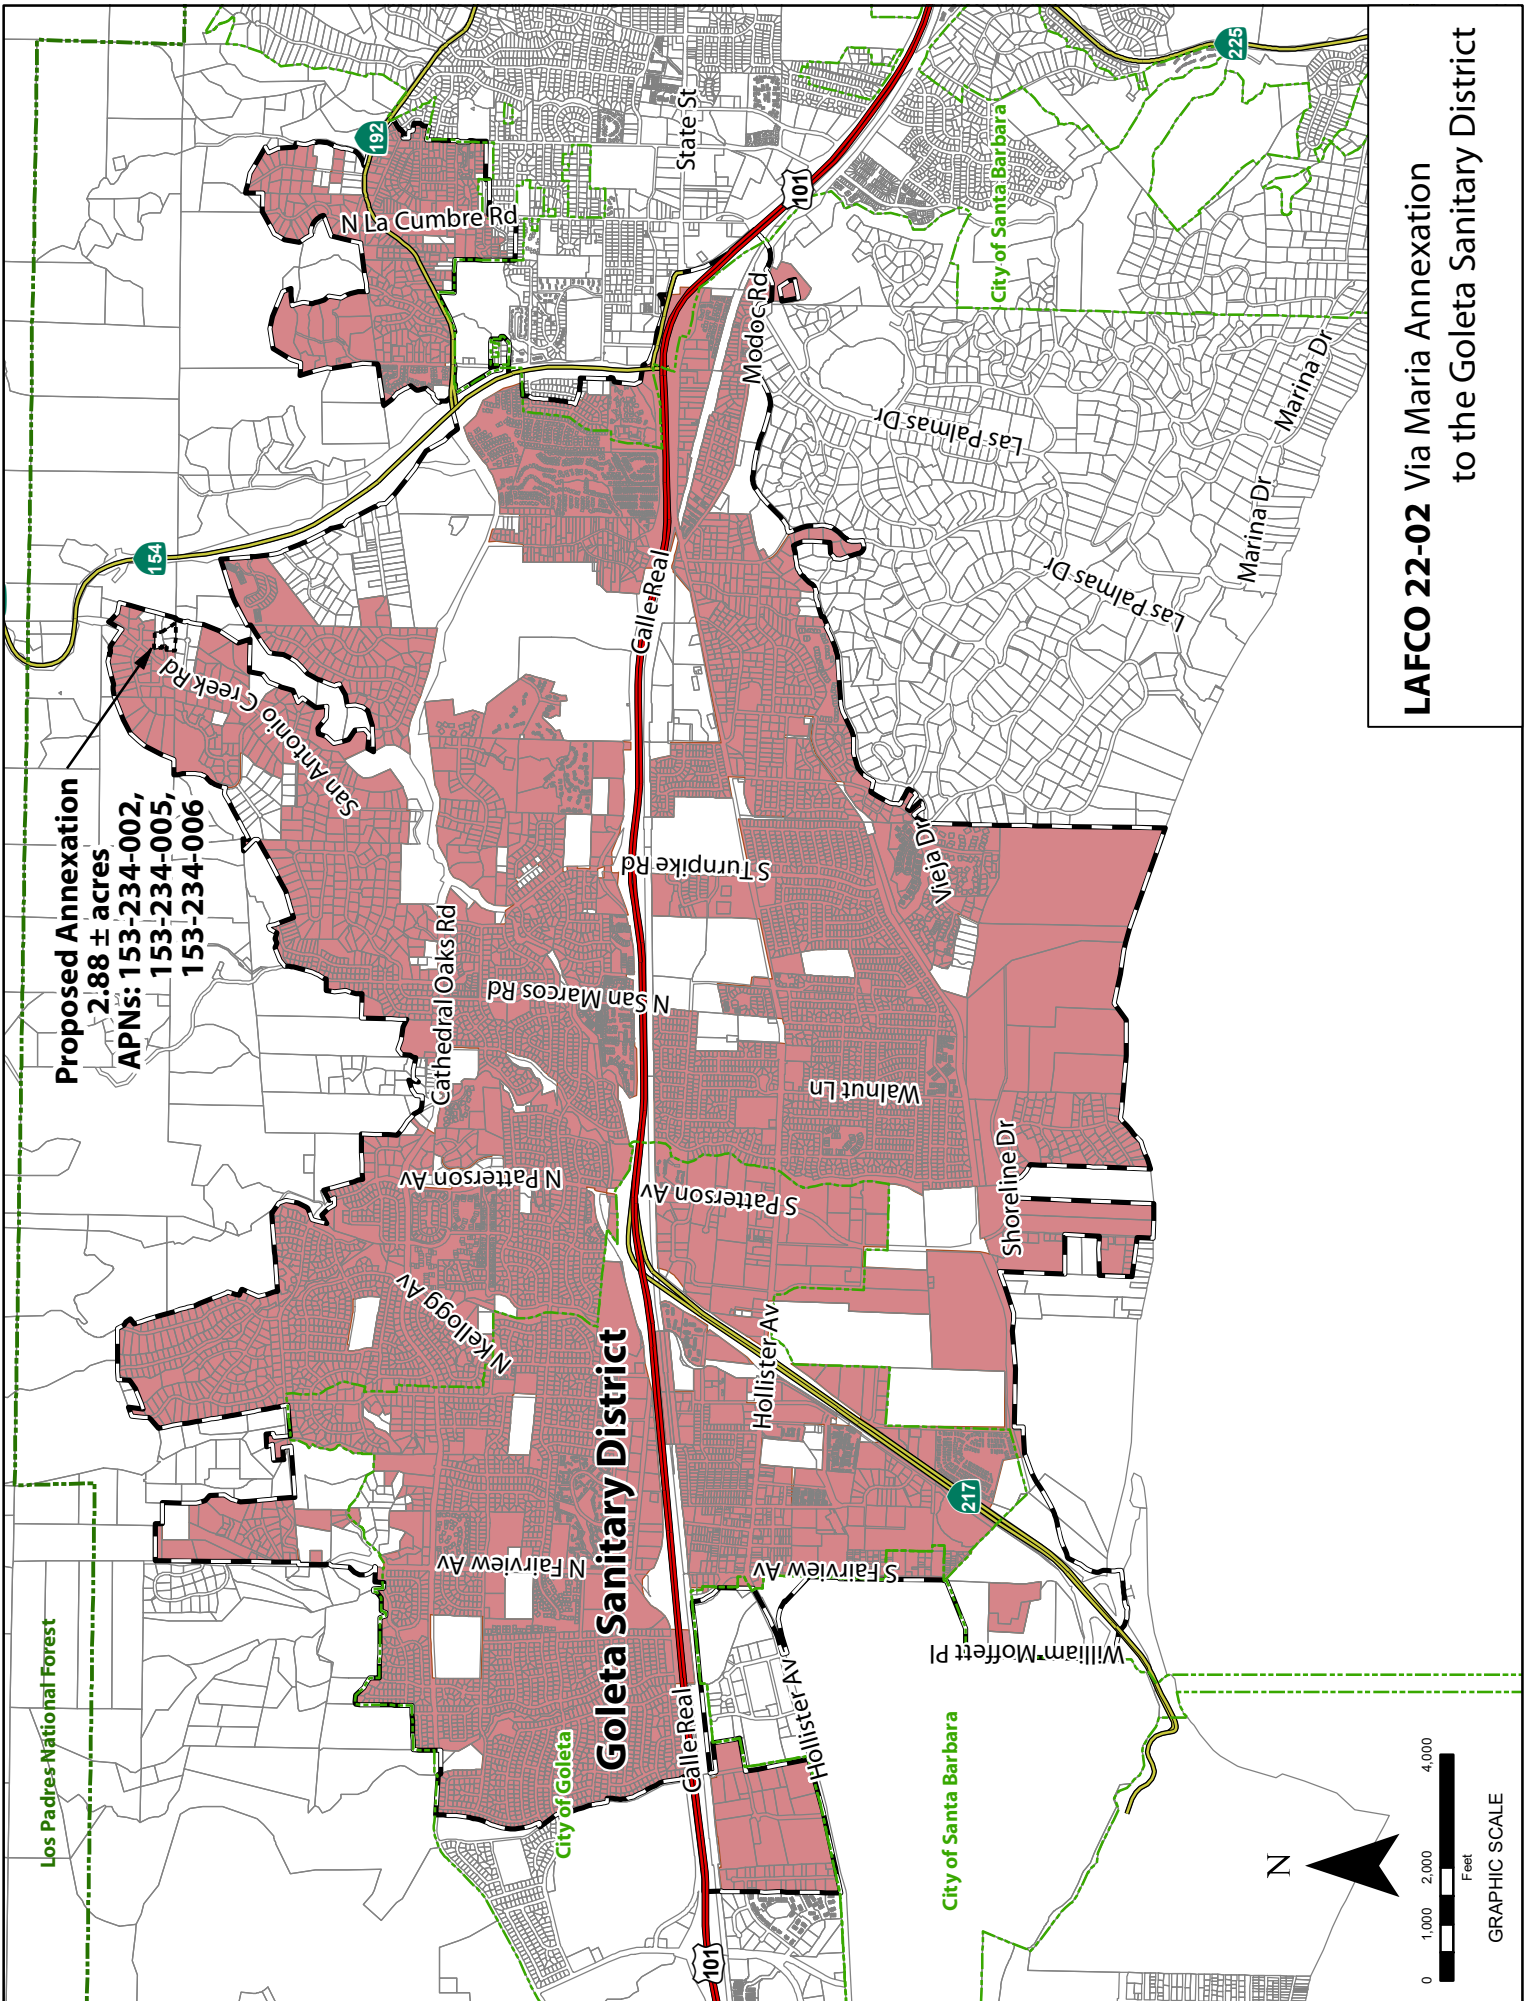 Los Padres National Forest
Proposed Annexation
2.88 ± acres
APNs: 153-234-002,
153-234-005,
153-234-006
154
192
225
San Antonio Creek Rd
N La Cumbre Rd
State St
101
Cathedral Oaks Rd
N Patterson Av
N Kellogg Av
N San Marcos Rd
N Fairview Av
City of Goleta
Goleta Sanitary District
Calle Real
Calle Real
101
S Turnpike Rd
Modoc Rd
S Patterson Av
Hollister Av
Hollister Av
S Fairview Av
Walnut Ln
Vieja Dr
Las Palmas Dr
Las Palmas Dr
City of Santa Barbara
Marina Dr
Marina Dr
Shoreline Dr
217
William Moffett Pl
City of Santa Barbara
N
0 1,000 2,000 4,000
Feet
GRAPHIC SCALE
LAFCO 22-02 Via Maria Annexation
to the Goleta Sanitary District